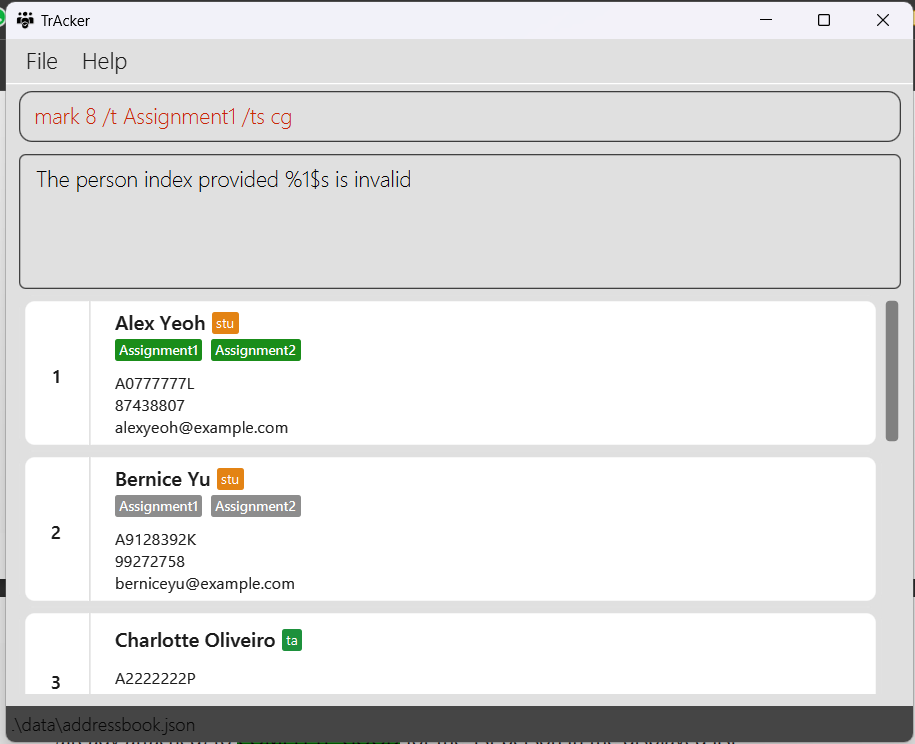 TrAcker
File Help
mark 8 /t Assignment1 /ts cg
The person index provided %1$s is invalid
1
Alex Yeoh stu
Assignment1 Assignment2
A0777777L
87438807
alexyeoh@example.com
2
Bernice Yu stu
Assignment1 Assignment2
A9128392K
99272758
berniceyu@example.com
3
Charlotte Oliveiro ta
A2222222P
.\data\addressbook.json